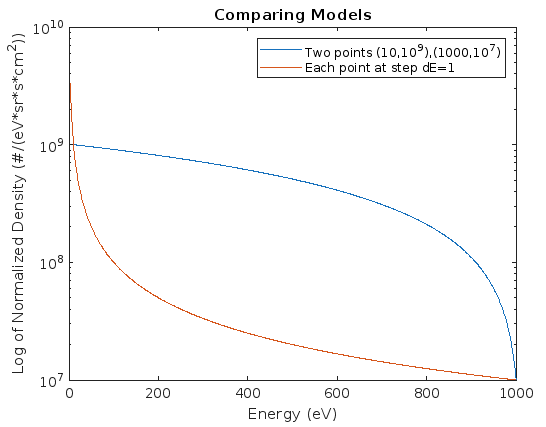 Comparing Models
10^10
10^9
10^8
10^7
Log of Normalized Density (#/(eV*sr*s*cm^2))
Two points (10,10^9),(1000,10^7)
Each point at step dE=1
0 200 400 600 800 1000
Energy (eV)